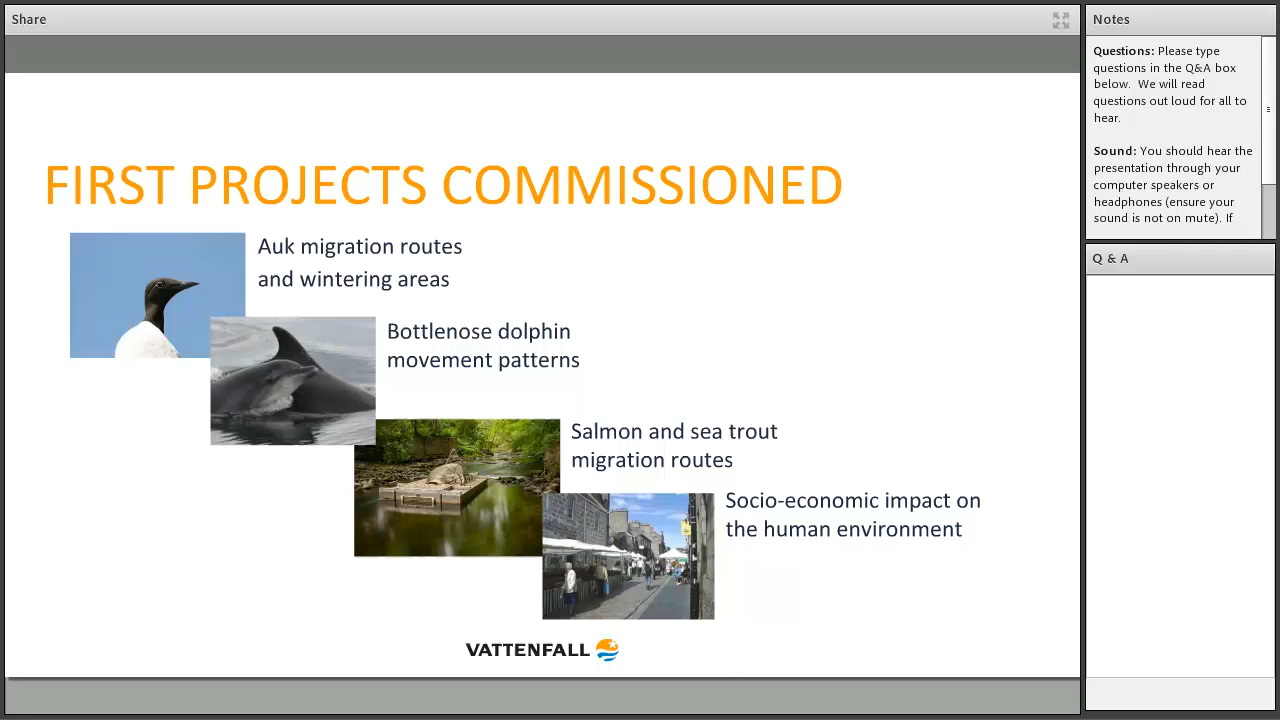 Share
FIRST PROJECTS COMMISSIONED
Auk migration routes
and wintering areas
Bottlenose dolphin
movement patterns
Salmon and sea trout
migration routes
Socio-economic impact on
the human environment
VATTENFALL
Notes
Questions: Please type
questions in the Q&A box
below.  We will read
questions out loud for all to
hear.
Sound: You should hear the
presentation through your
computer speakers or
headphones (ensure your
sound is not on mute). If
Q & A